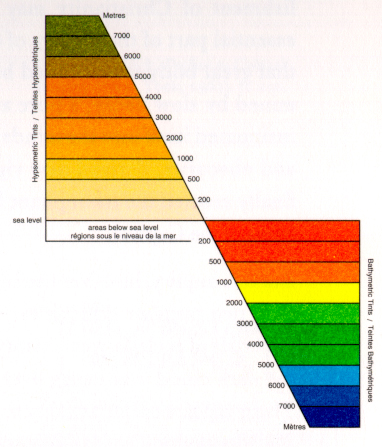 Metres
7000
6000
5000
4000
3000
2000
1000
500
200
Hypsometric Tints / Teintes Hypsométriques
sea level
areas below sea level
régions sous le niveau de la mer
200
500
1000
2000
3000
4000
5000
6000
7000
Mètres
Bathymetric Tints / Teintes Bathymétriques